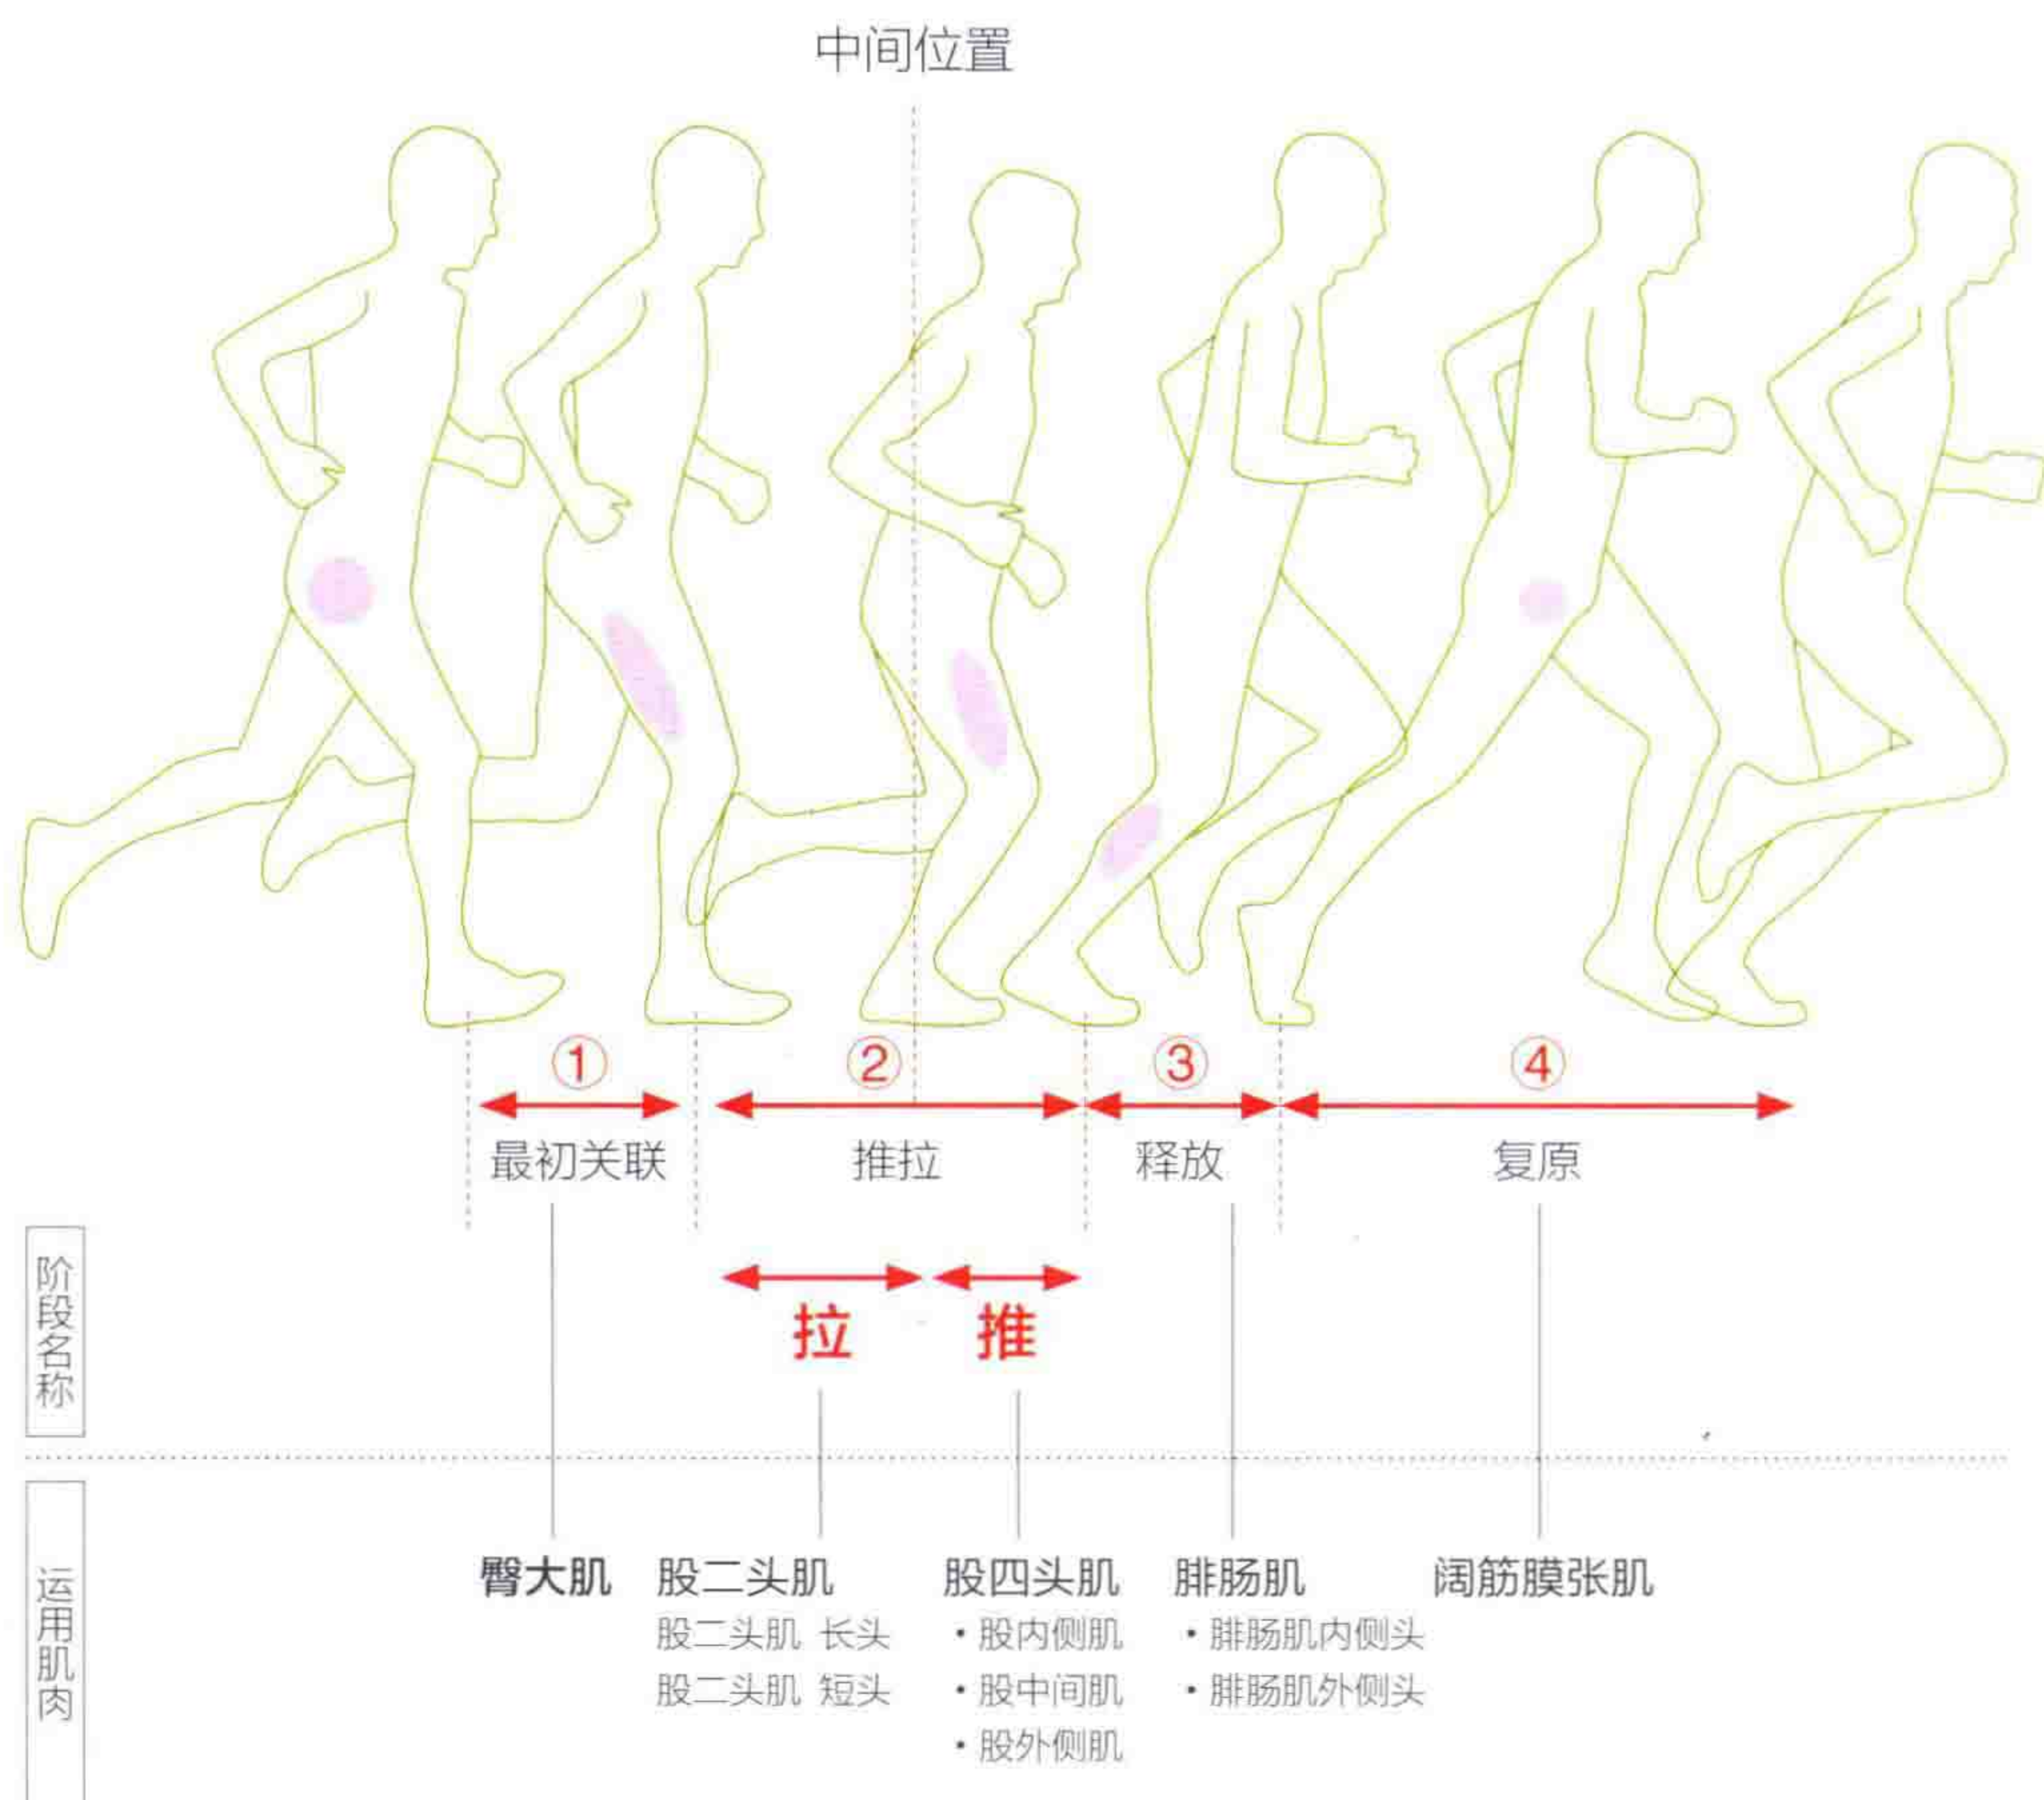 中间位置
① ② ③ ④
最初关联 推拉 释放 复原
阶段名称
拉 推
运用肌肉
臀大肌 股二头肌 股四头肌 腓肠肌 阔筋膜张肌
股二头肌 长头 ・股内侧肌 ・腓肠肌内侧头
股二头肌 短头 ・股中间肌 ・腓肠肌外侧头
・股外侧肌